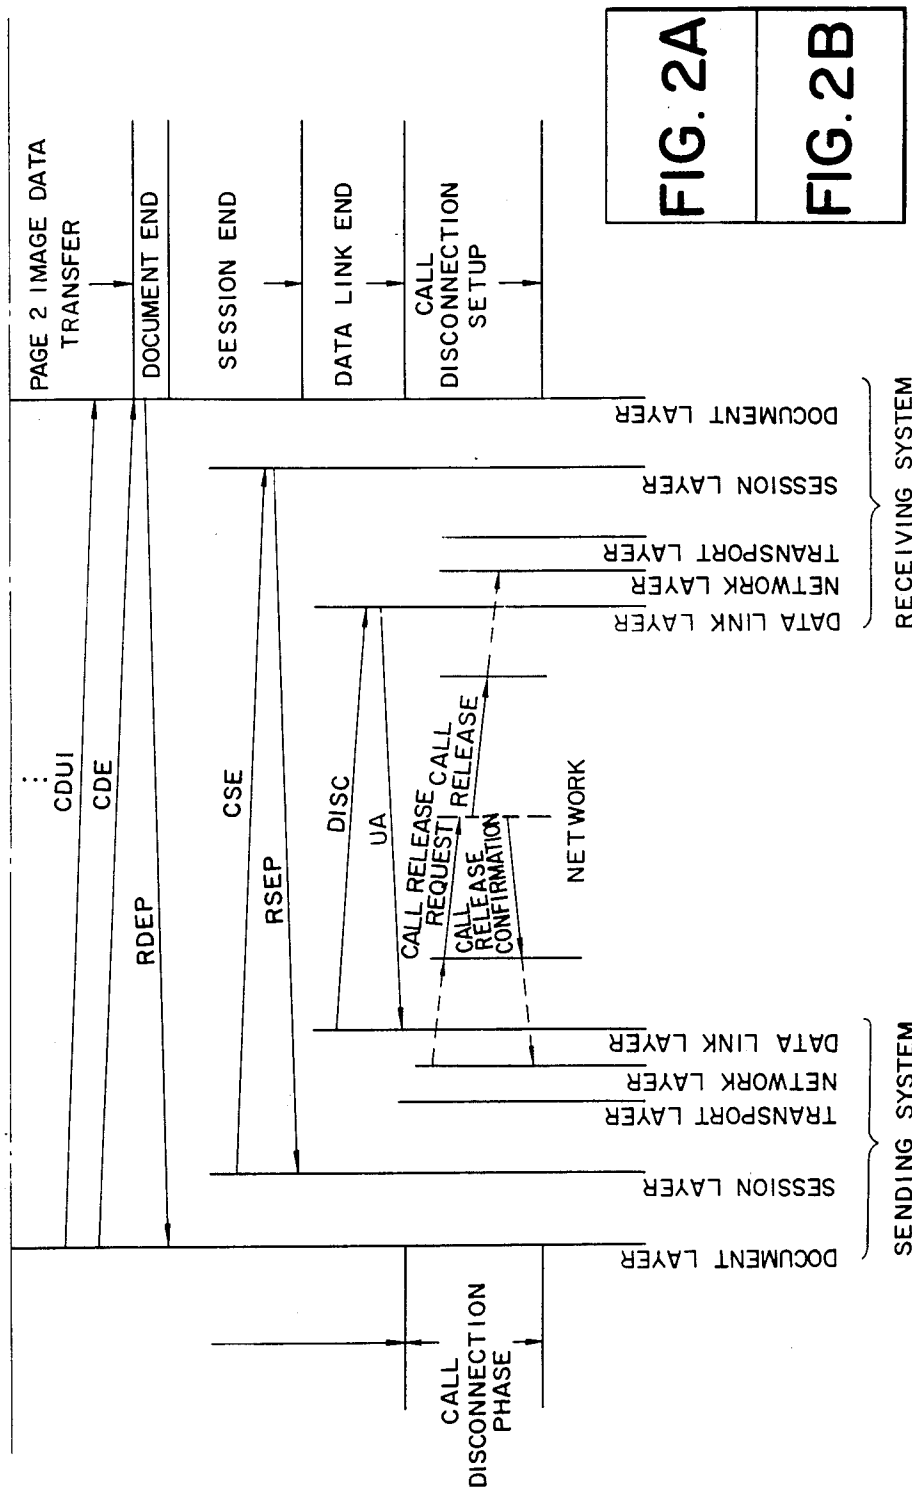 PAGE 2 IMAGE DATA
TRANSFER
DOCUMENT END
SESSION END
DATA LINK END
CALL
DISCONNECTION
SETUP
⋮
CDUI
CDE
RDEP
CSE
RSEP
DISC
UA
CALL RELEASE
REQUEST
CALL
RELEASE
CALL
RELEASE
CONFIRMATION
NETWORK
CALL
DISCONNECTION
PHASE
DOCUMENT LAYER
SESSION LAYER
TRANSPORT LAYER
NETWORK LAYER
DATA LINK LAYER
SENDING SYSTEM
DATA LINK LAYER
NETWORK LAYER
TRANSPORT LAYER
SESSION LAYER
DOCUMENT LAYER
RECEIVING SYSTEM
FIG. 2A
FIG. 2B